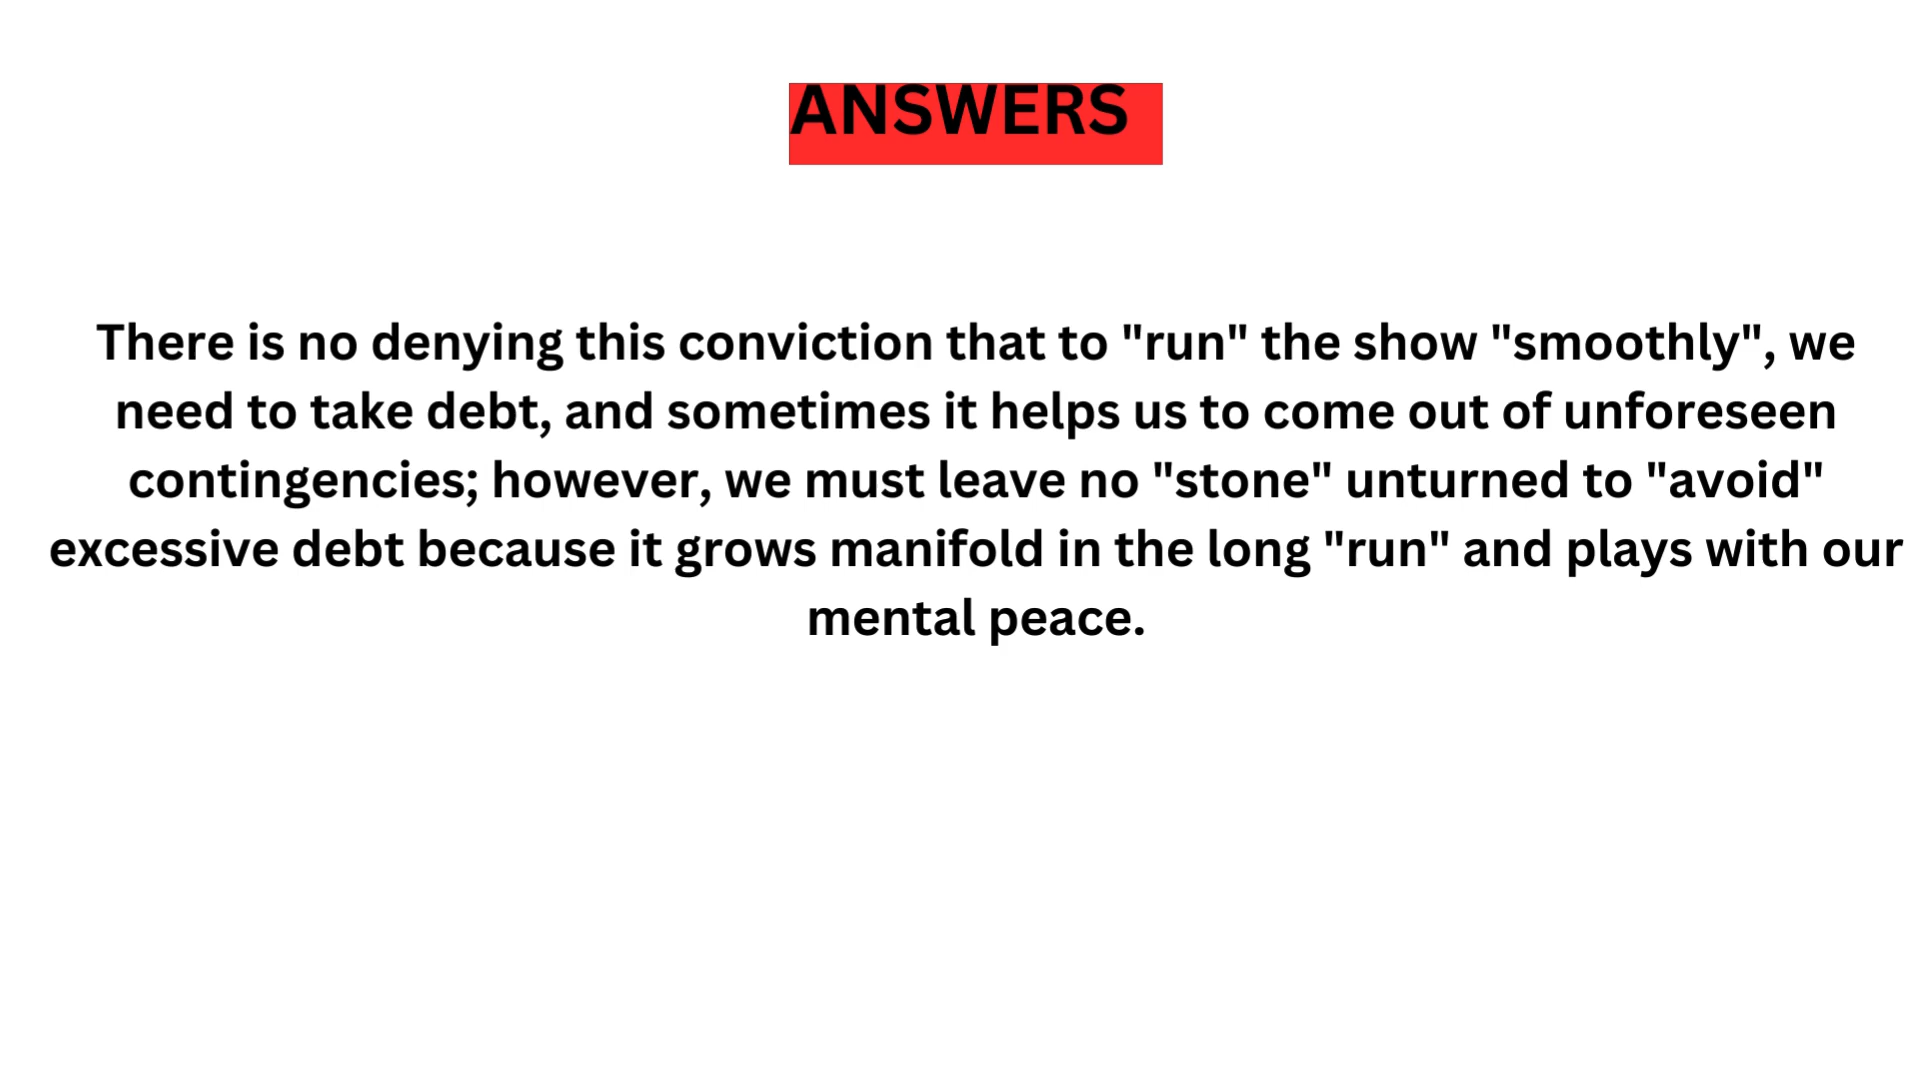 ANSWERS
There is no denying this conviction that to "run" the show "smoothly", we
need to take debt, and sometimes it helps us to come out of unforeseen
contingencies; however, we must leave no "stone" unturned to "avoid"
excessive debt because it grows manifold in the long "run" and plays with our
mental peace.